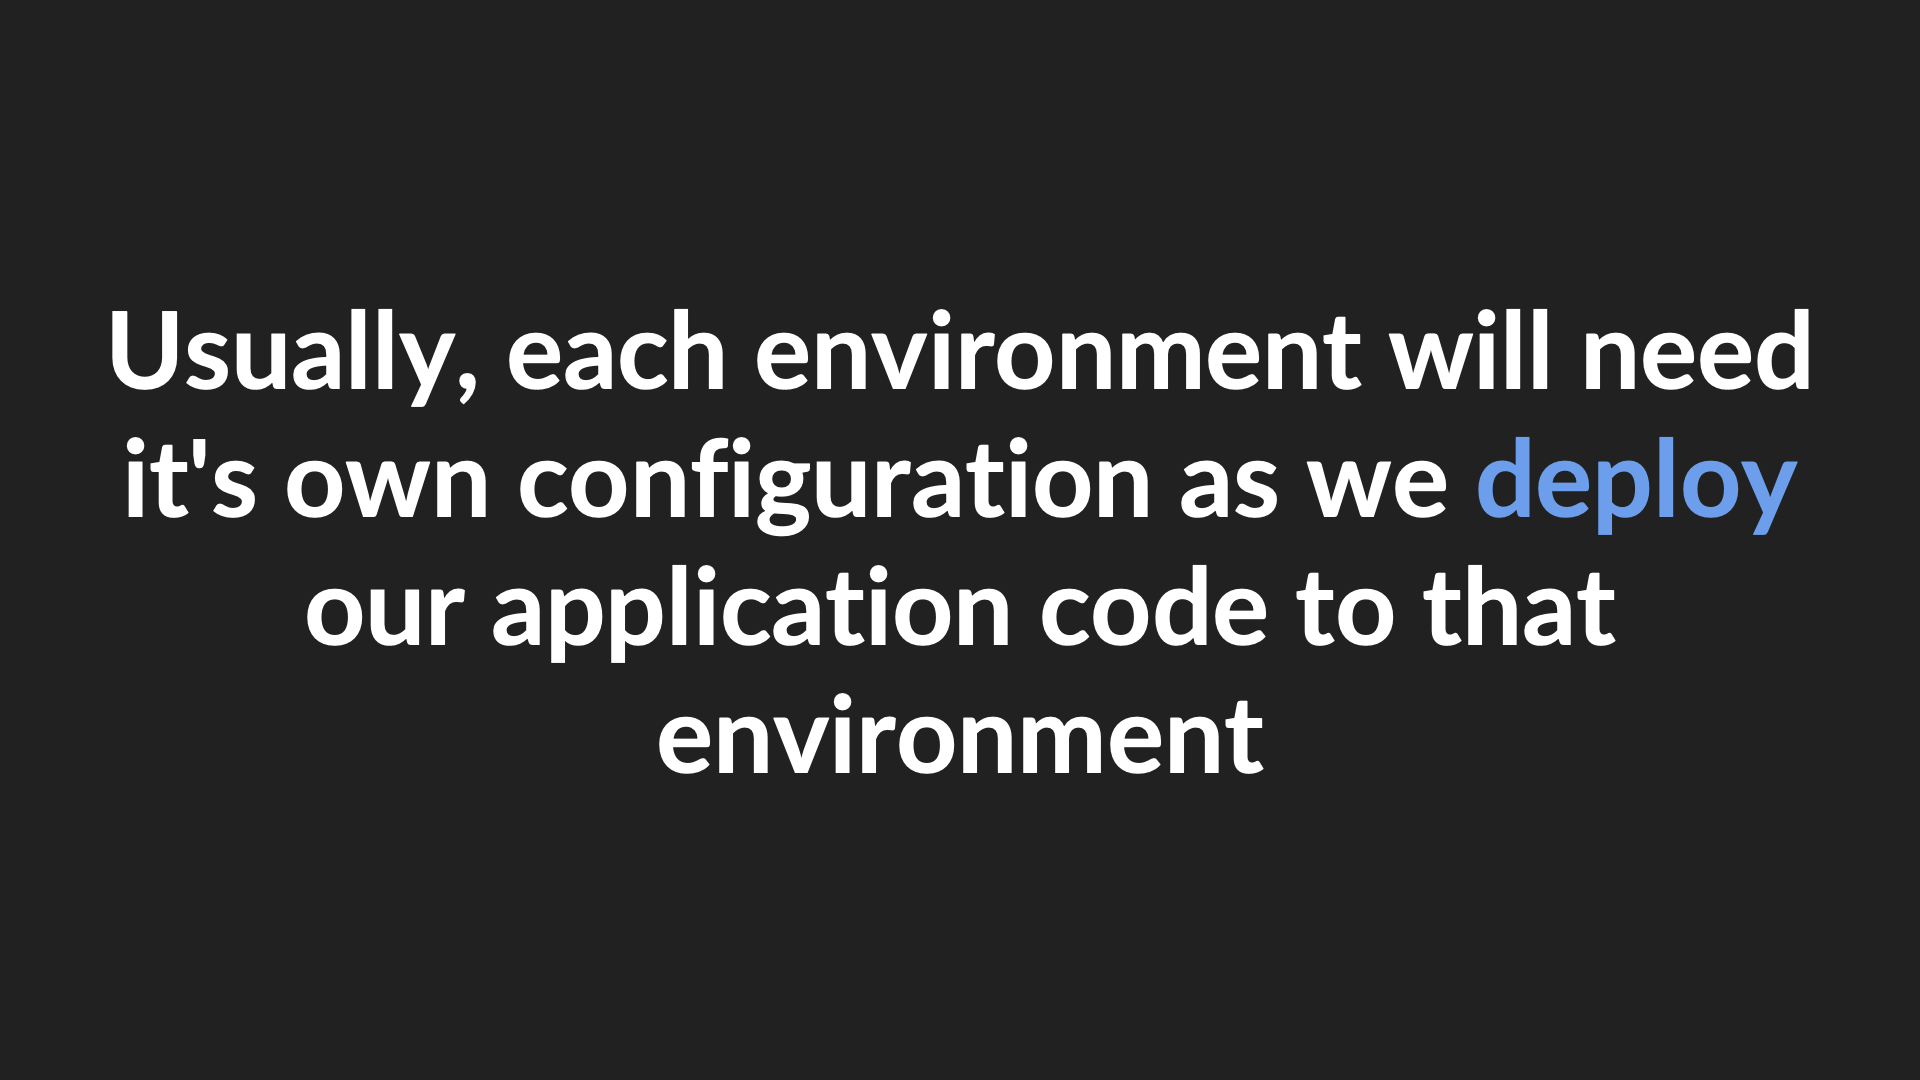 Usually, each environment will need
it's own configuration as we deploy
our application code to that
environment